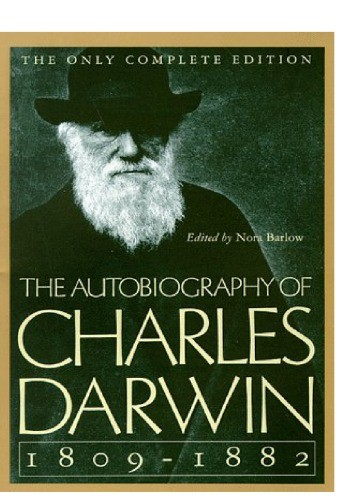 THE ONLY COMPLETE EDITION
Edited by Nora Barlow
THE AUTOBIOGRAPHY OF
CHARLES
DARWIN
1809-1882